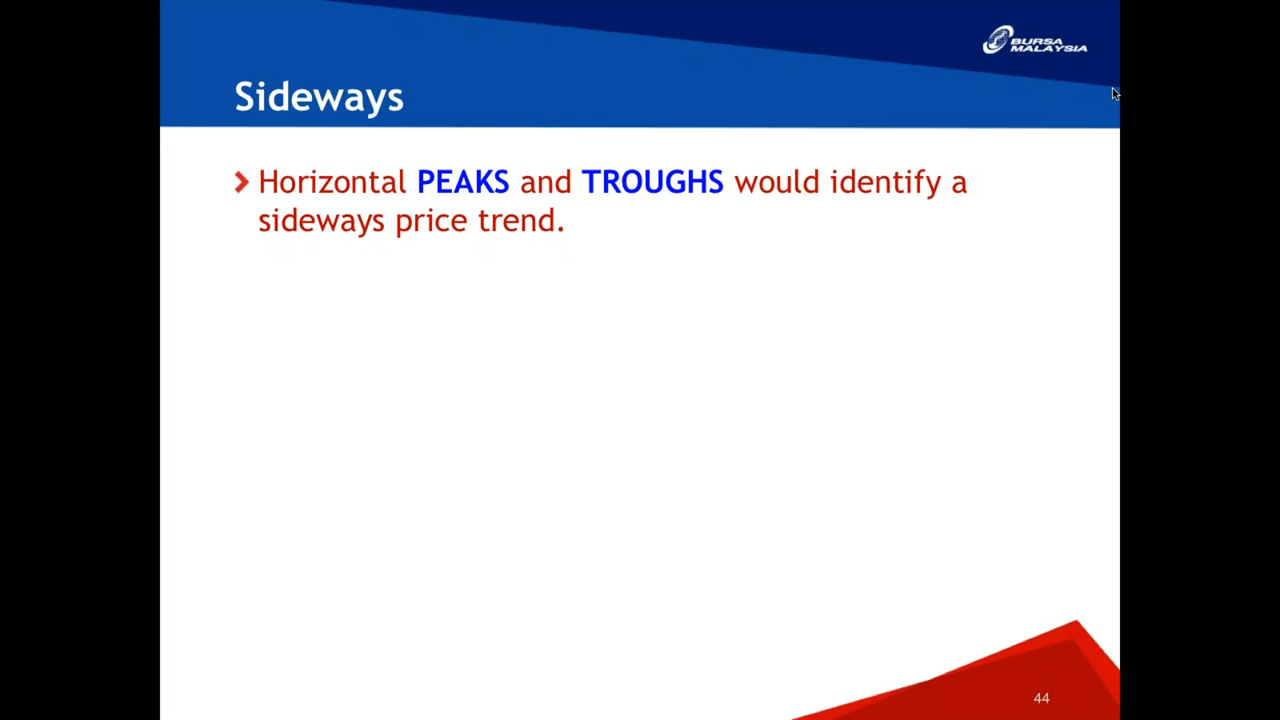 BURSA
MALAYSIA
Sideways
Horizontal PEAKS and TROUGHS would identify a
sideways price trend.
44